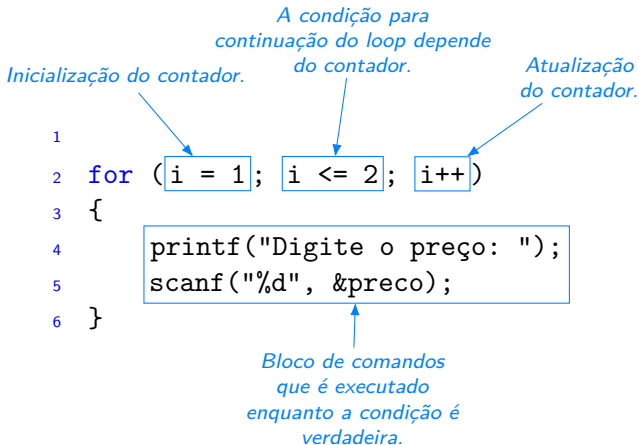 A condição para
continuação do loop depende
do contador.
Inicialização do contador.
Atualização
do contador.
1
2 for (i = 1; i <= 2; i++)
3 {
4 printf("Digite o preço: ");
5 scanf("%d", &preco);
6 }
Bloco de comandos
que é executado
enquanto a condição é
verdadeira.